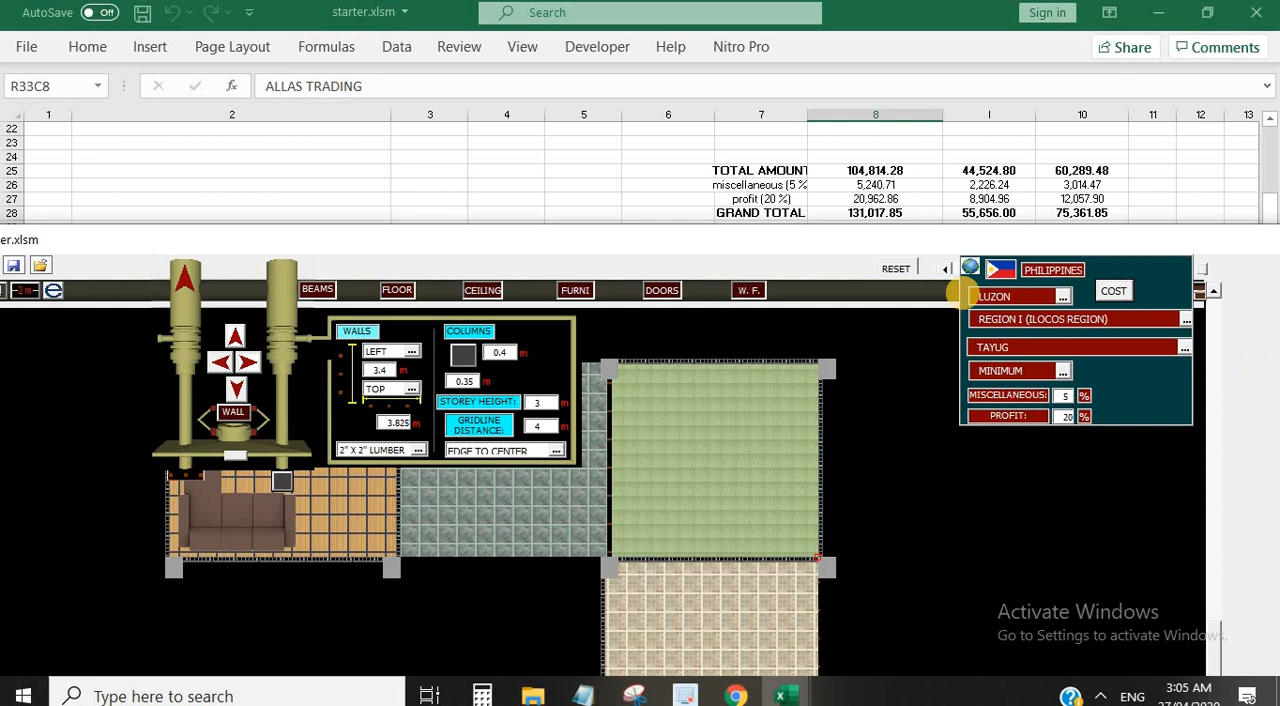 AutoSave Off starter.xlsm Search Sign in
File Home Insert Page Layout Formulas Data Review View Developer Help Nitro Pro Share Comments
R33C8 fx ALLAS TRADING
1 2 3 4 5 6 7 8 I 10 11 12 13
22
23
24
25 TOTAL AMOUNT 104,814.28 44,524.80 60,289.48
26 miscellaneous (5 % 5,240.71 2,226.24 3,014.47
27 profit (20 %) 20,962.86 8,904.96 12,057.90
28 GRAND TOTAL 131,017.85 55,656.00 75,361.85
er.xlsm
RESET
2m BEAMS FLOOR CEILING FURNI DOORS W. F.
WALLS COLUMNS
LEFT ... 0.4 m
3.4 m 0.35 m
TOP ... STOREY HEIGHT: 3 m
WALL 3.825 m GRIDLINE DISTANCE: 4 m
2" X 2" LUMBER ... EDGE TO CENTER ...
PHILIPPINES
LUZON ... COST
REGION I (ILOCOS REGION) ...
TAYUG ...
MINIMUM ...
MISCELLANEOUS: 5 %
PROFIT: 20 %
Activate Windows
Go to Settings to activate Windows.
Type here to search ENG 3:05 AM